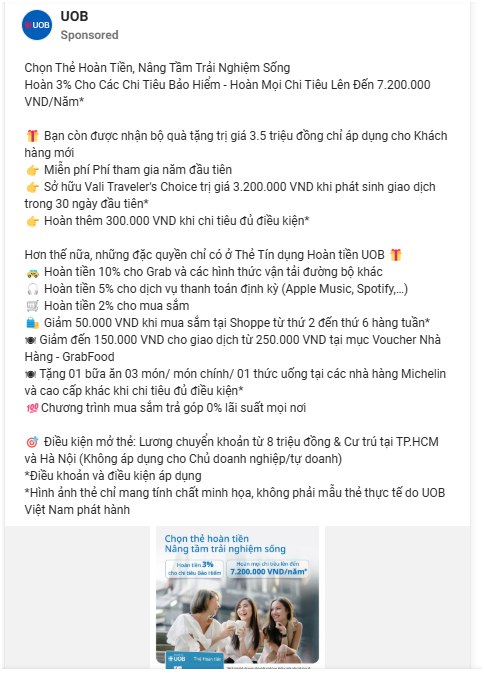 UOB
UOB
Sponsored
Chọn Thẻ Hoàn Tiền, Nâng Tầm Trải Nghiệm Sống
Hoàn 3% Cho Các Chi Tiêu Bảo Hiểm - Hoàn Mọi Chi Tiêu Lên Đến 7.200.000
VND/Năm*
🎁 Bạn còn được nhận bộ quà tặng trị giá 3.5 triệu đồng chỉ áp dụng cho Khách
hàng mới
👉 Miễn phí Phí tham gia năm đầu tiên
👉 Sở hữu Vali Traveler's Choice trị giá 3.200.000 VND khi phát sinh giao dịch
trong 30 ngày đầu tiên*
👉 Hoàn thêm 300.000 VND khi chi tiêu đủ điều kiện*
Hơn thế nữa, những đặc quyền chỉ có ở Thẻ Tín dụng Hoàn tiền UOB 🎁
🚕 Hoàn tiền 10% cho Grab và các hình thức vận tải đường bộ khác
🎧 Hoàn tiền 5% cho dịch vụ thanh toán định kỳ (Apple Music, Spotify,...)
🛒 Hoàn tiền 2% cho mua sắm
🛍️ Giảm 50.000 VND khi mua sắm tại Shoppe từ thứ 2 đến thứ 6 hàng tuần*
🍽 Giảm đến 150.000 VND cho giao dịch từ 250.000 VND tại mục Voucher Nhà
Hàng - GrabFood
🍽 Tặng 01 bữa ăn 03 món/ món chính/ 01 thức uống tại các nhà hàng Michelin
và cao cấp khác khi chi tiêu đủ điều kiện*
💯Chương trình mua sắm trả góp 0% lãi suất mọi nơi
🎯 Điều kiện mở thẻ: Lương chuyển khoản từ 8 triệu đồng & Cư trú tại TP.HCM
và Hà Nội (Không áp dụng cho Chủ doanh nghiệp/tự doanh)
*Điều khoản và điều kiện áp dụng
*Hình ảnh thẻ chỉ mang tính chất minh họa, không phải mẫu thẻ thực tế do UOB
Việt Nam phát hành
Chọn thẻ hoàn tiền
Nâng tầm trải nghiệm sống
Hoàn tiền 3%
cho chi tiêu Bảo Hiểm
Hoàn mọi chi tiêu lên đến
7.200.000 VND/năm*
UOB
Thẻ Hoàn tiền